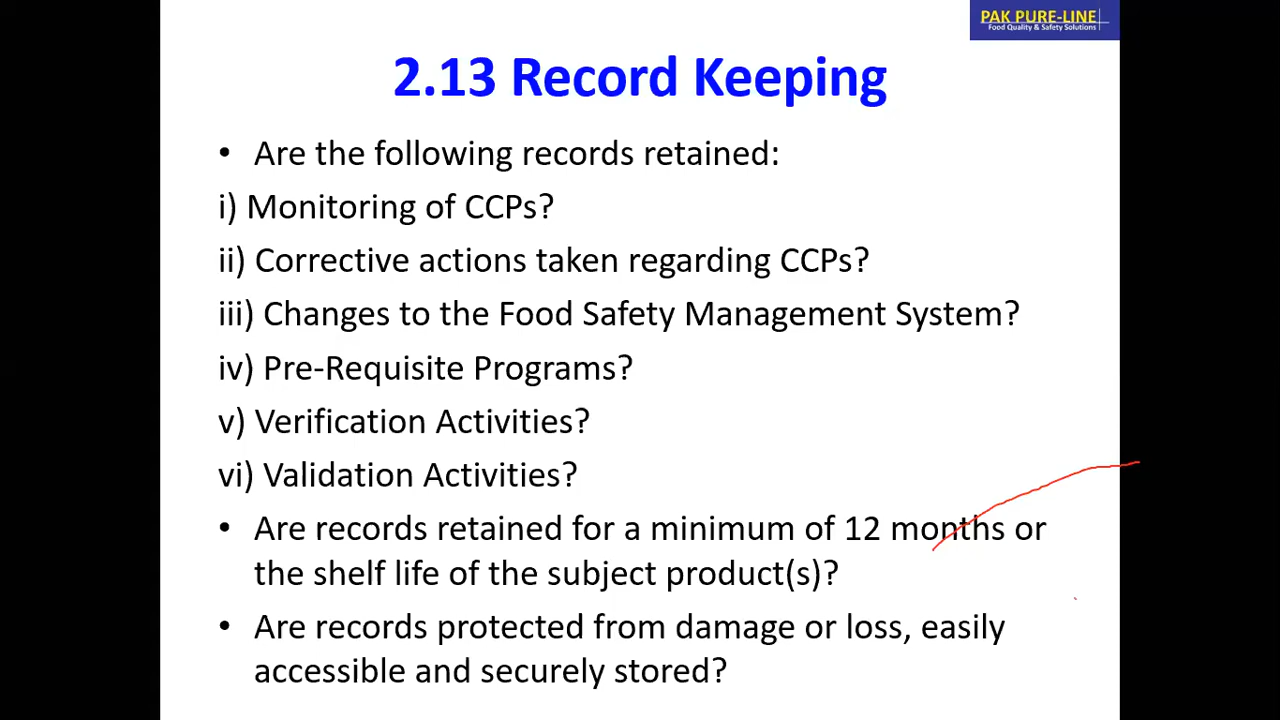 PAK PURE-LINE
Food Quality & Safety Solutions
2.13 Record Keeping
• Are the following records retained:
i) Monitoring of CCPs?
ii) Corrective actions taken regarding CCPs?
iii) Changes to the Food Safety Management System?
iv) Pre-Requisite Programs?
v) Verification Activities?
vi) Validation Activities?
• Are records retained for a minimum of 12 months or
the shelf life of the subject product(s)?
• Are records protected from damage or loss, easily
accessible and securely stored?